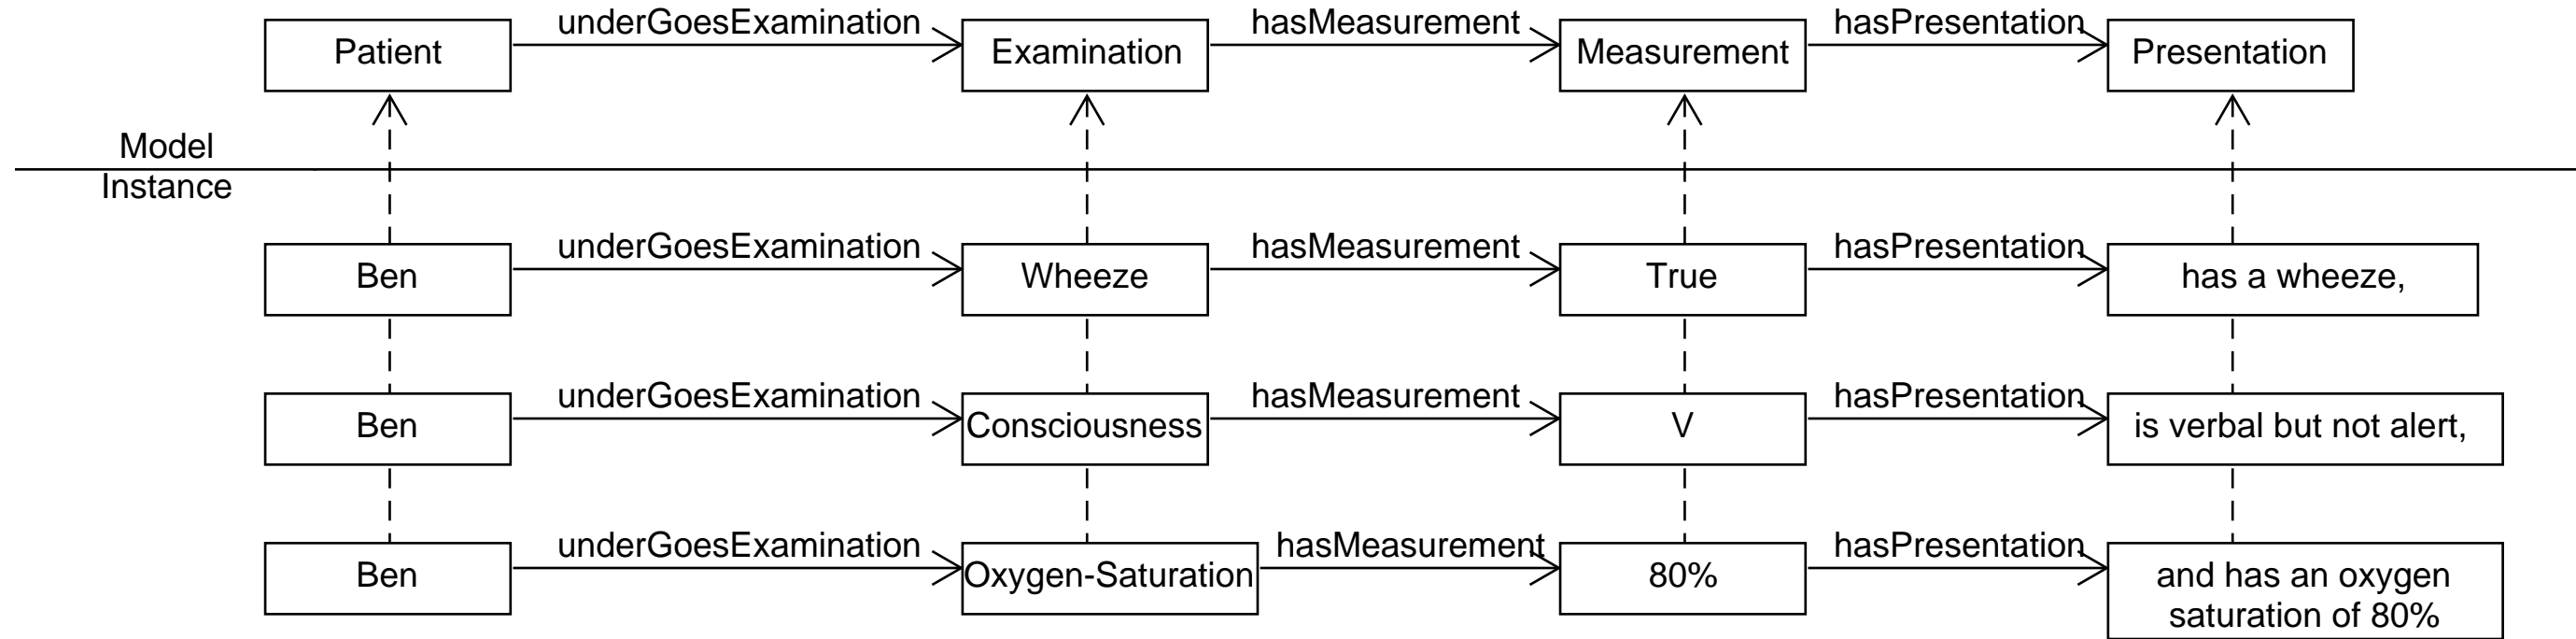 underGoesExamination hasMeasurement hasPresentation
Patient Examination Measurement Presentation
Model
Instance
underGoesExamination hasMeasurement hasPresentation
Ben Wheeze True has a wheeze,
underGoesExamination hasMeasurement hasPresentation
Ben Consciousness V is verbal but not alert,
underGoesExamination hasMeasurement hasPresentation
Ben Oxygen-Saturation 80% and has an oxygen
saturation of 80%